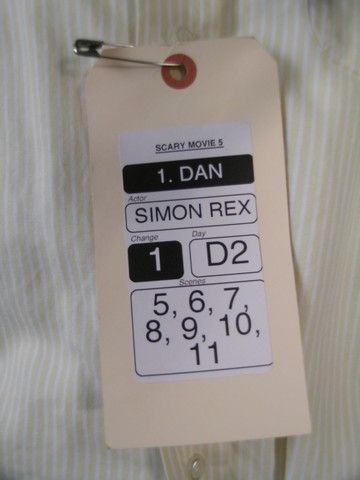 SCARY MOVIE 5
1. DAN
Actor
SIMON REX
Change Day
1 D2
Scenes
5, 6, 7,
8, 9, 10,
11